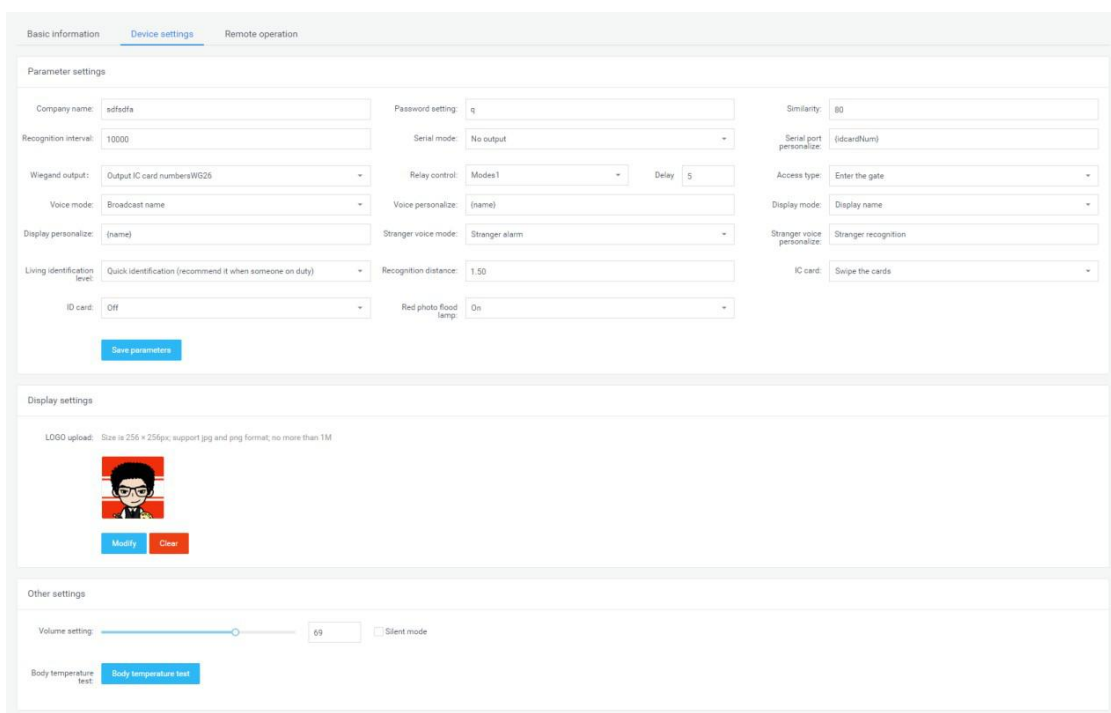 Basic information Device settings Remote operation
Parameter settings
Company name: sdfsdfa Password setting: q Similarity: 80
Recognition interval: 10000 Serial mode: No output Serial port personalize: {idcardNum}
Wiegand output: Output IC card numbersWG26 Relay control: Modes1 Delay 5 Access type: Enter the gate
Voice mode: Broadcast name Voice personalize: {name} Display mode: Display name
Display personalize: {name} Stranger voice mode: Stranger alarm Stranger voice personalize: Stranger recognition
Living identification level: Quick identification (recommend it when someone on duty) Recognition distance: 1.50 IC card: Swipe the cards
ID card: Off Red photo flood lamp: On
Save parameters
Display settings
LOGO upload: Size is 256 × 256px; support jpg and png format; no more than 1M
Modify Clear
Other settings
Volume setting: 69 Silent mode
Body temperature test: Body temperature test